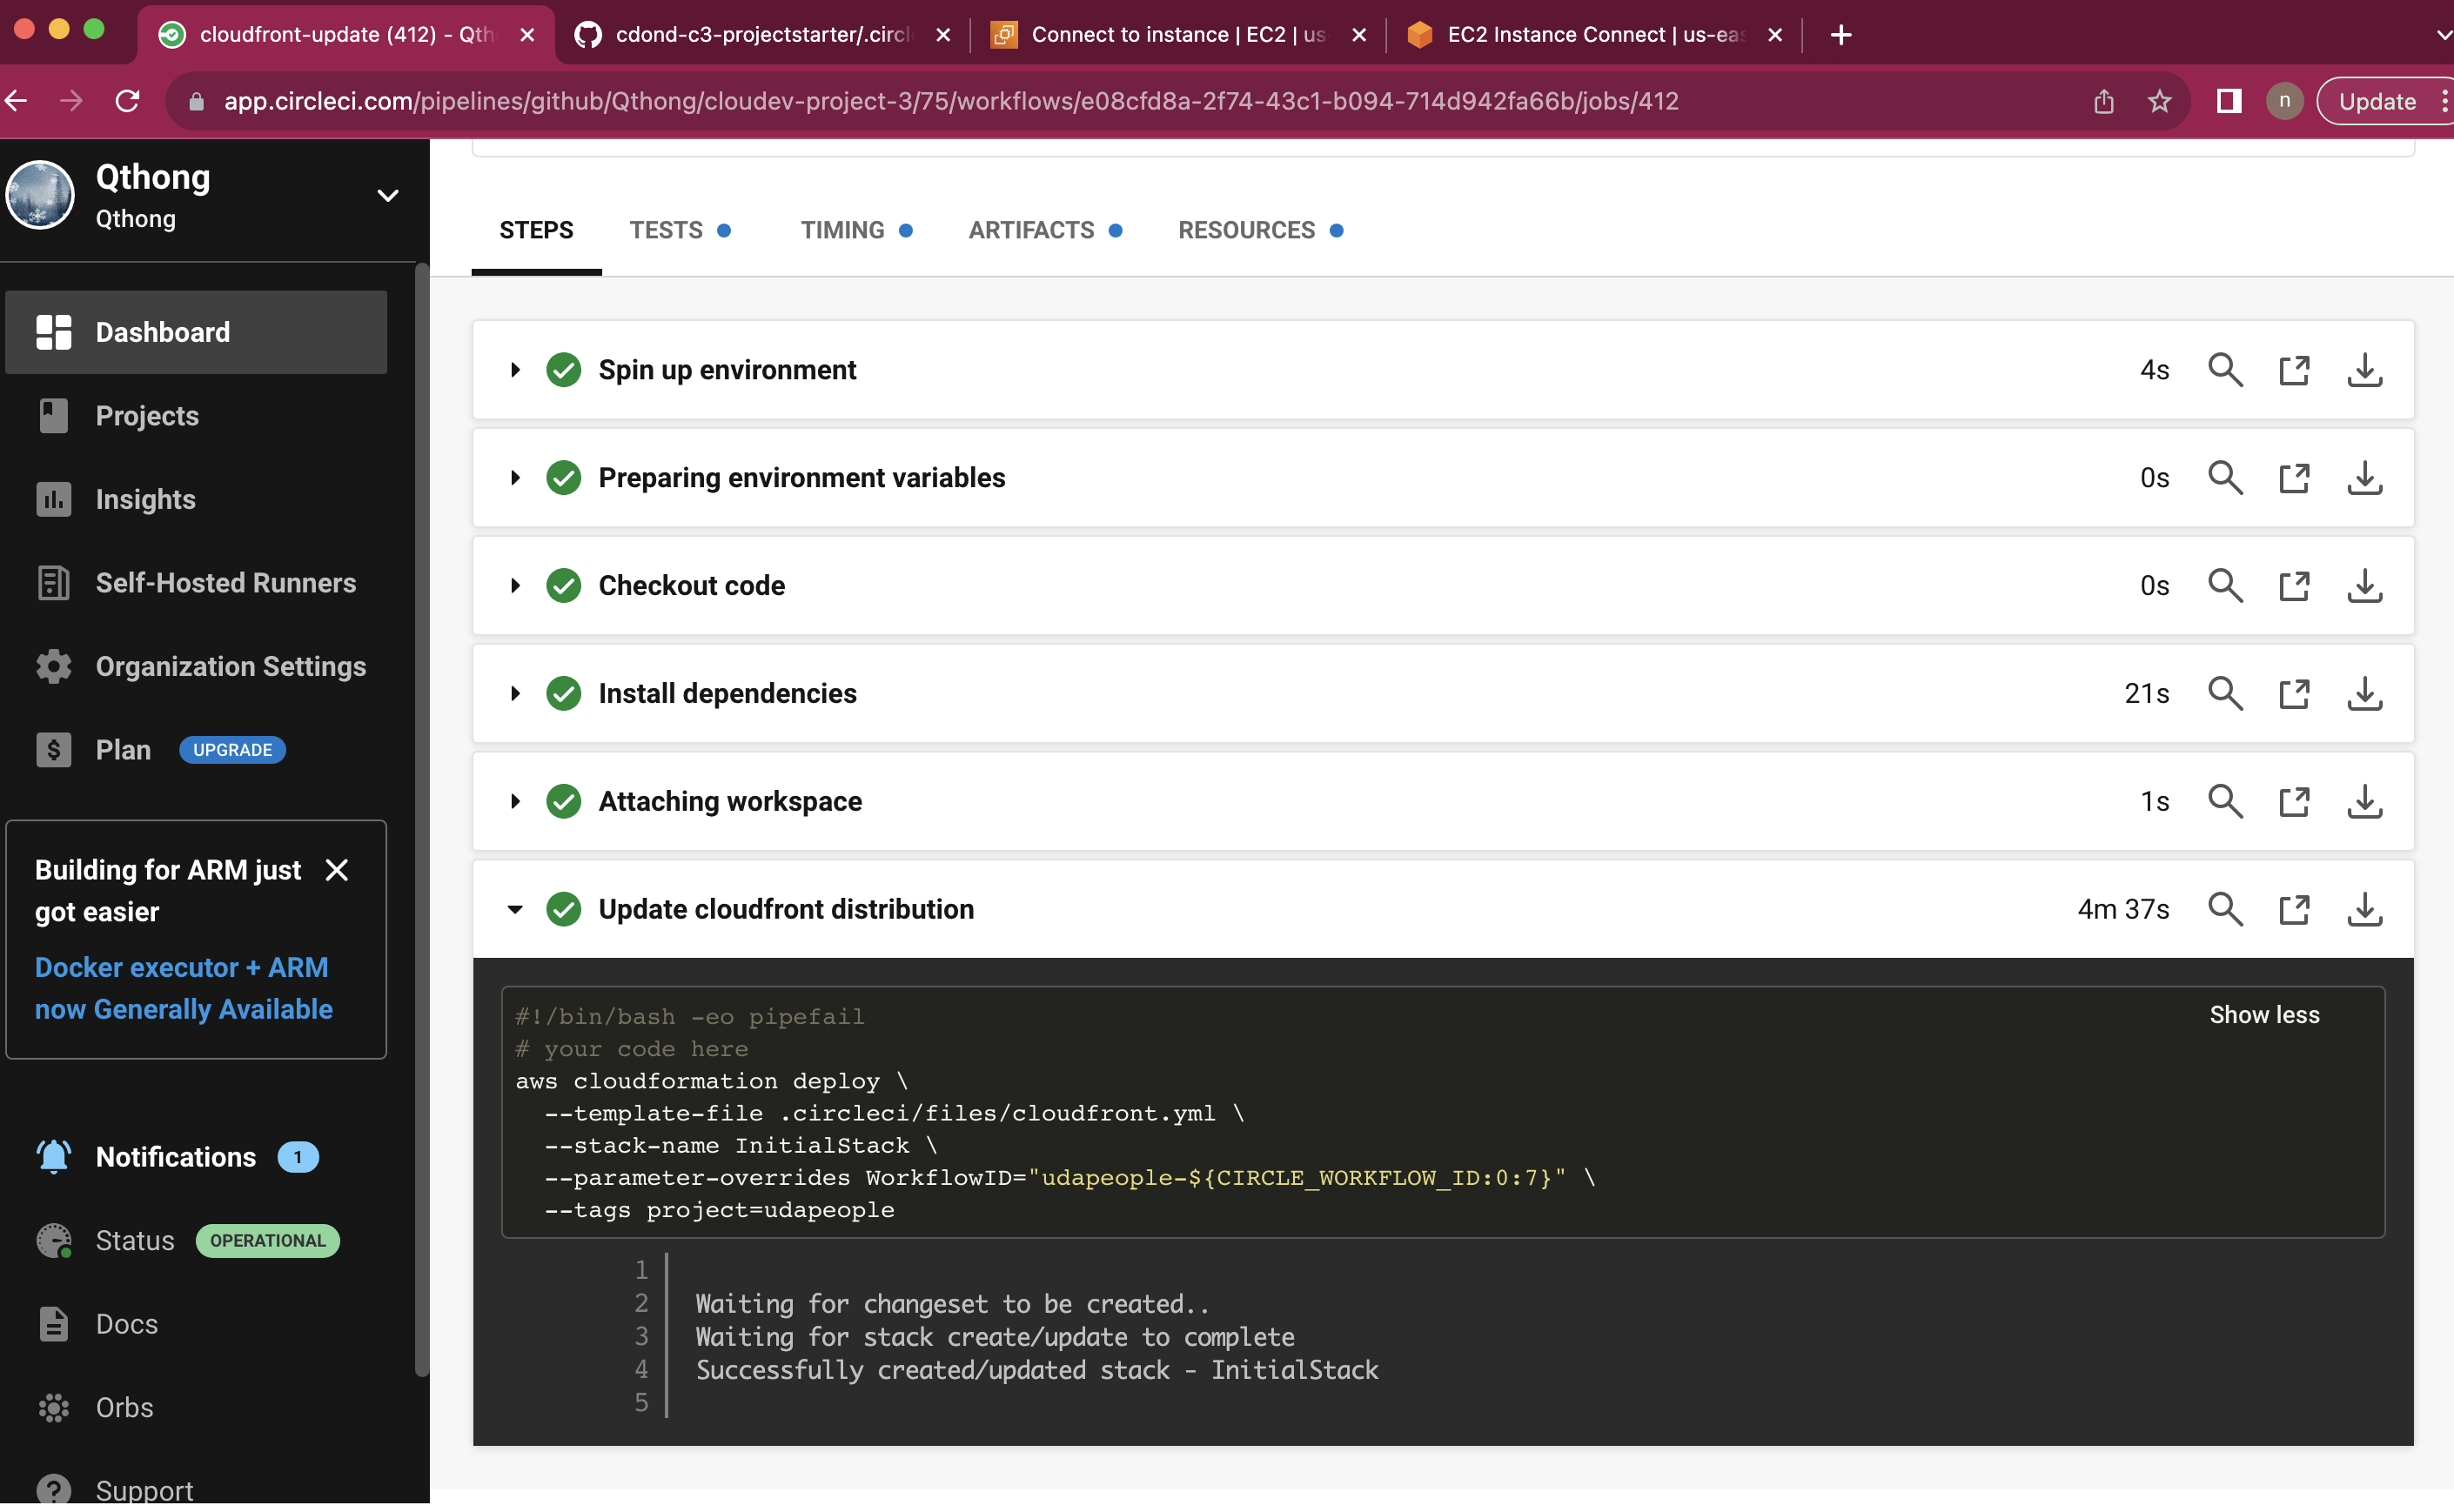 cloudfront-update (412) - Qth
cdond-c3-projectstarter/.circl
Connect to instance | EC2 | us-
EC2 Instance Connect | us-eas
app.circleci.com/pipelines/github/Qthong/cloudev-project-3/75/workflows/e08cfd8a-2f74-43c1-b094-714d942fa66b/jobs/412
n
Update
Qthong
Qthong
Dashboard
Projects
Insights
Self-Hosted Runners
Organization Settings
Plan UPGRADE
Building for ARM just
got easier
Docker executor + ARM
now Generally Available
Notifications 1
Status OPERATIONAL
Docs
Orbs
Support
STEPS TESTS TIMING ARTIFACTS RESOURCES
Spin up environment 4s
Preparing environment variables 0s
Checkout code 0s
Install dependencies 21s
Attaching workspace 1s
Update cloudfront distribution 4m 37s
Show less
#!/bin/bash -eo pipefail
# your code here
aws cloudformation deploy \
--template-file .circleci/files/cloudfront.yml \
--stack-name InitialStack \
--parameter-overrides WorkflowID="udapeople-${CIRCLE_WORKFLOW_ID:0:7}" \
--tags project=udapeople
1
2 Waiting for changeset to be created..
3 Waiting for stack create/update to complete
4 Successfully created/updated stack - InitialStack
5